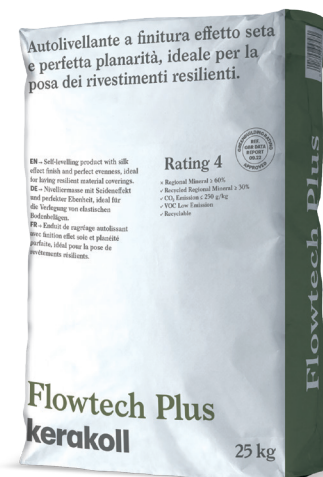 Autolivellante a finitura effetto seta
e perfetta planarità, ideale per la
posa dei rivestimenti resilienti.
EN – Self-levelling product with silk
effect finish and perfect evenness, ideal
for laying resilient material coverings.
DE – Nivelliermasse mit Seideneffekt
und perfekter Ebenheit, ideal für
die Verlegung von elastischen
Bodenbelägen.
FR – Enduit de ragréage autolissant
avec finition effet soie et planéité
parfaite, idéal pour la pose de
revêtements résilients.
Rating 4
× Regional Mineral ≥ 60%
✓ Recycled Regional Mineral ≥ 30%
✓ CO₂ Emission ≤ 250 g/kg
✓ VOC Low Emission
✓ Recyclable
Flowtech Plus
kerakoll
25 kg
Flowtech Plus